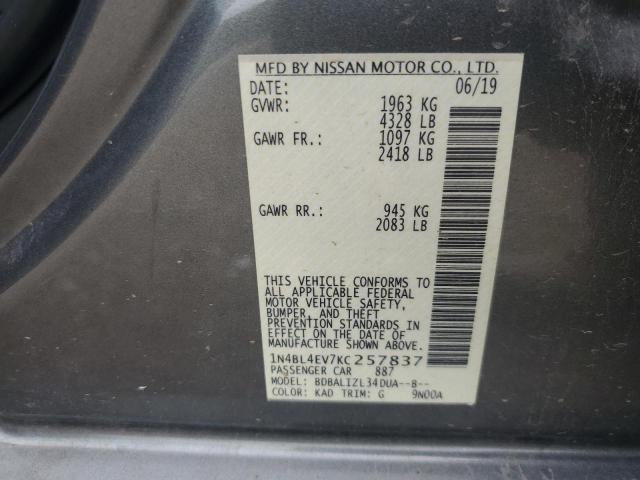 MFD BY NISSAN MOTOR CO., LTD.
DATE: 06/19
GVWR: 1963 KG
4328 LB
GAWR FR.: 1097 KG
2418 LB
GAWR RR.: 945 KG
2083 LB
THIS VEHICLE CONFORMS TO
ALL APPLICABLE FEDERAL
MOTOR VEHICLE SAFETY,
BUMPER, AND THEFT
PREVENTION STANDARDS IN
EFFECT ON THE DATE OF
MANUFACTURE SHOWN ABOVE.
1N4BL4EV7KC257837
PASSENGER CAR 887
MODEL: BDBALIZL34DUA--B--
COLOR: KAD TRIM: G 9N00A